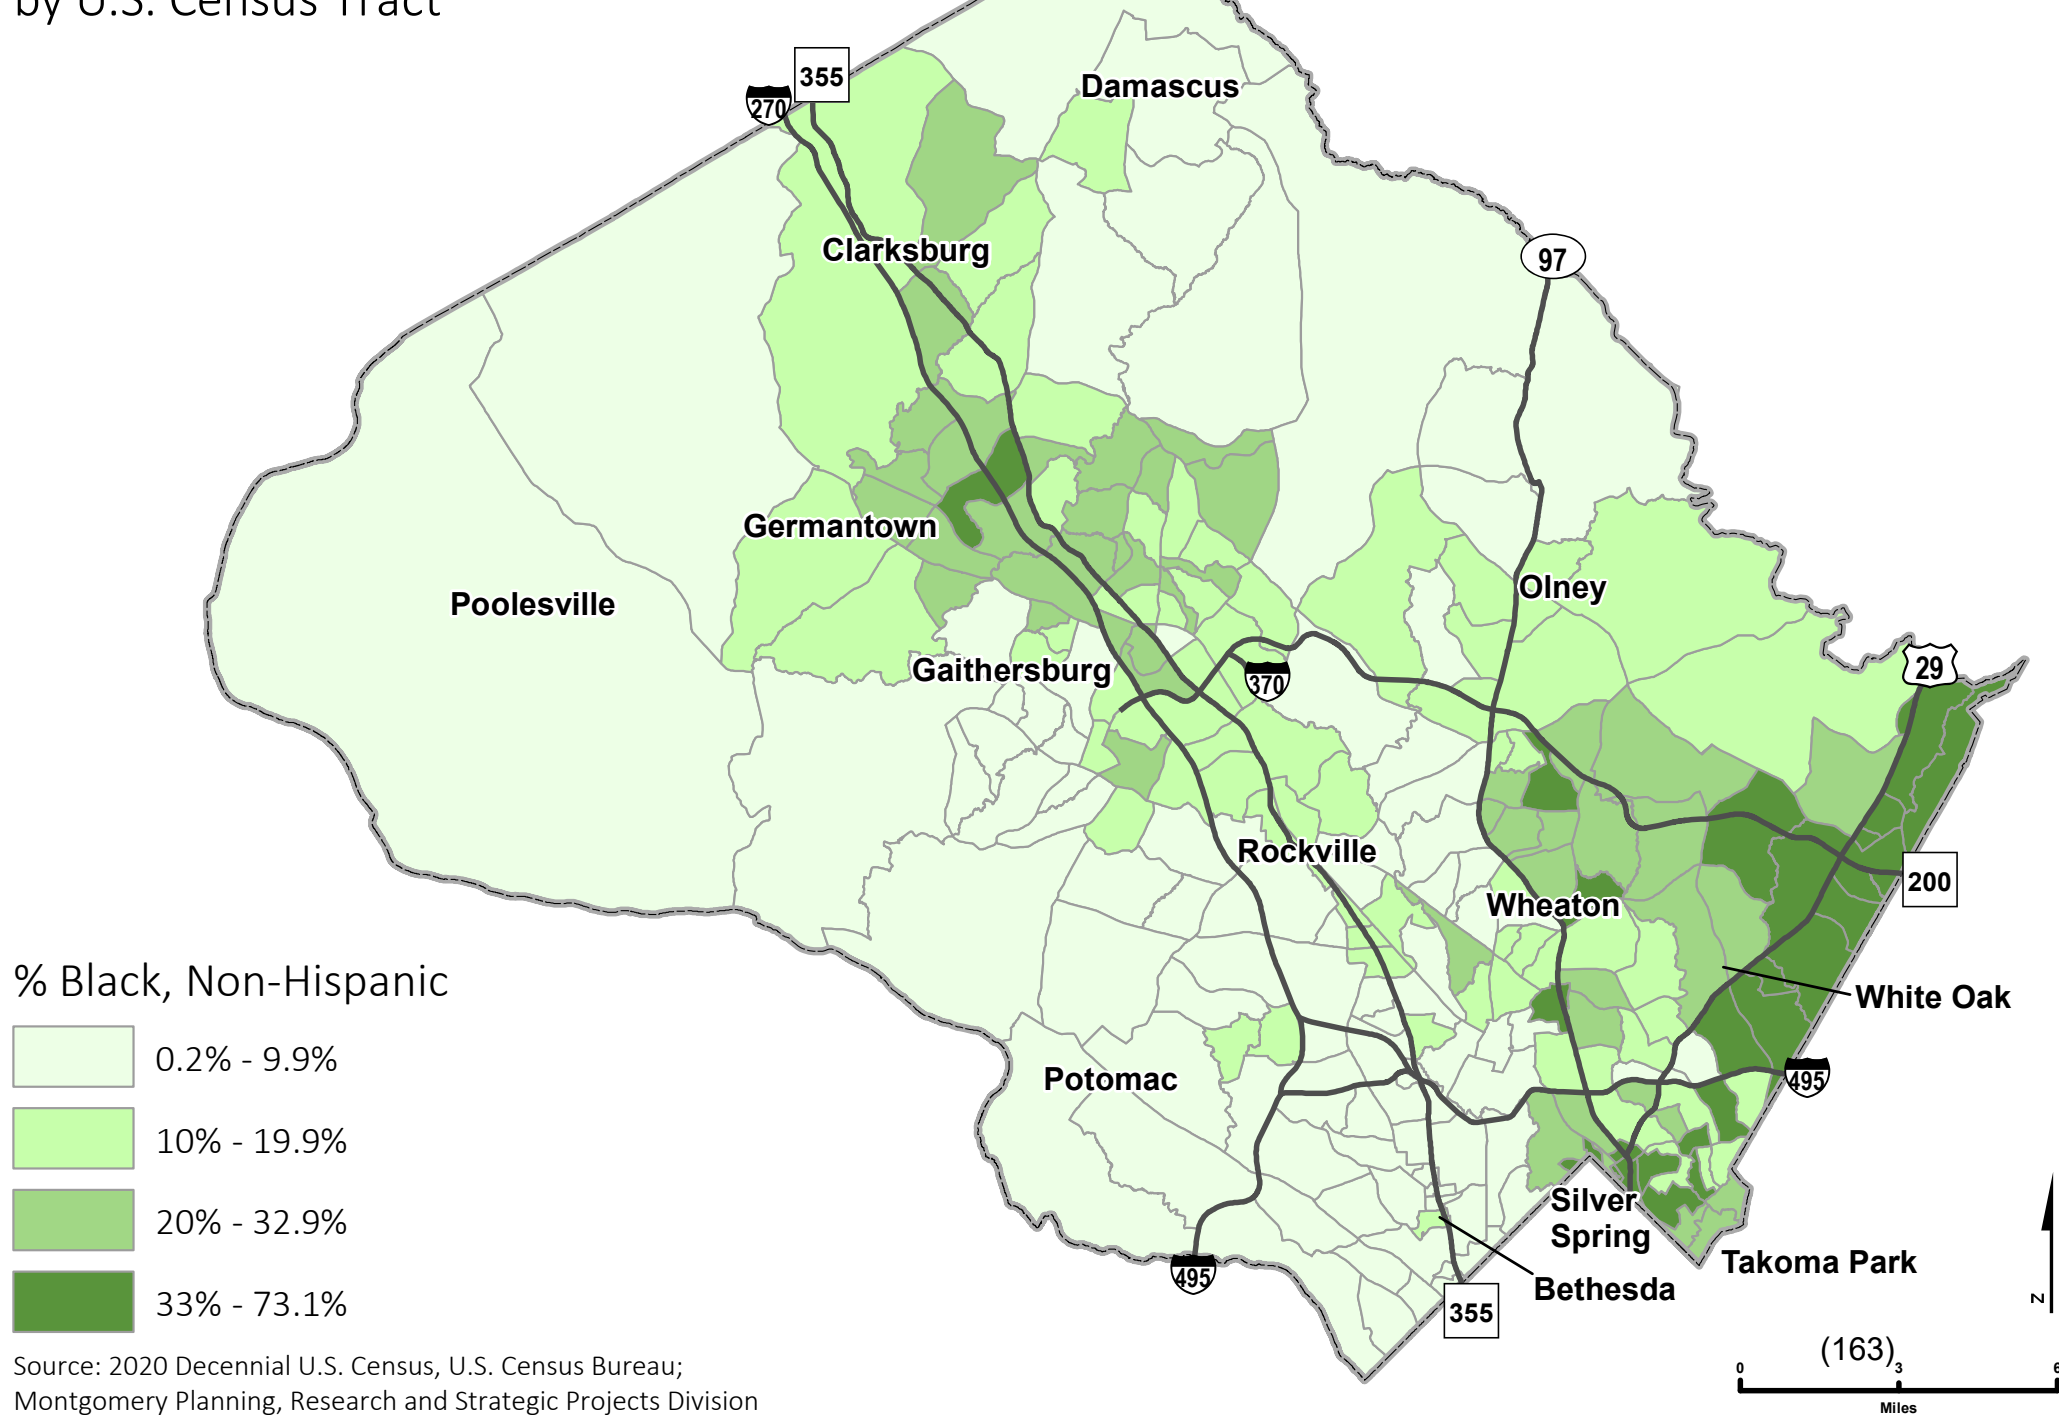 by U.S. Census Tract
355
270
Damascus
Clarksburg
97
Germantown
Olney
Poolesville
Gaithersburg
370
29
Rockville
200
Wheaton
White Oak
Potomac
495
Silver
Spring
Takoma Park
495
Bethesda
355
% Black, Non-Hispanic
0.2% - 9.9%
10% - 19.9%
20% - 32.9%
33% - 73.1%
Source: 2020 Decennial U.S. Census, U.S. Census Bureau;
Montgomery Planning, Research and Strategic Projects Division
N
(163)
0 3 6
Miles